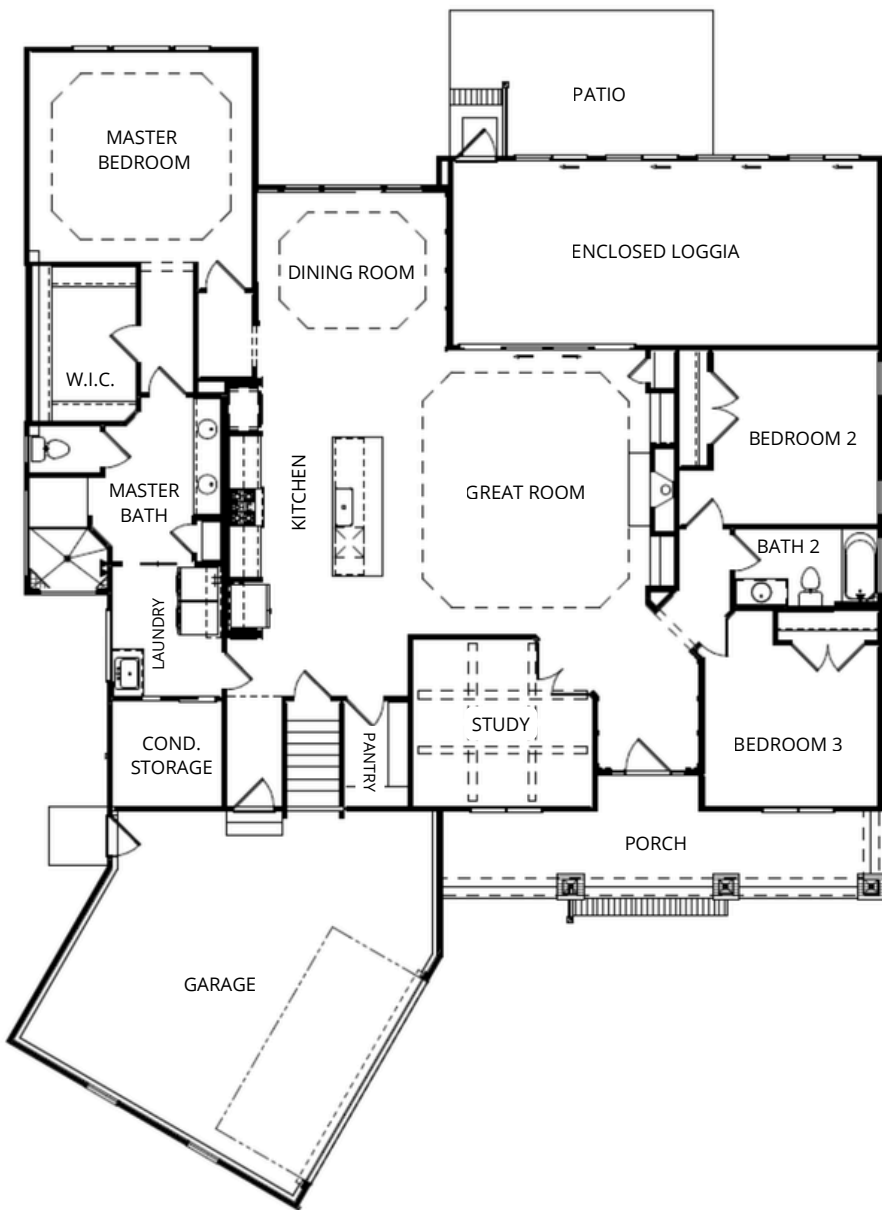 PATIO
MASTER
BEDROOM
ENCLOSED LOGGIA
DINING ROOM
W.I.C.
BEDROOM 2
KITCHEN
GREAT ROOM
MASTER
BATH
BATH 2
LAUNDRY
STUDY
COND.
STORAGE
PANTRY
BEDROOM 3
PORCH
GARAGE